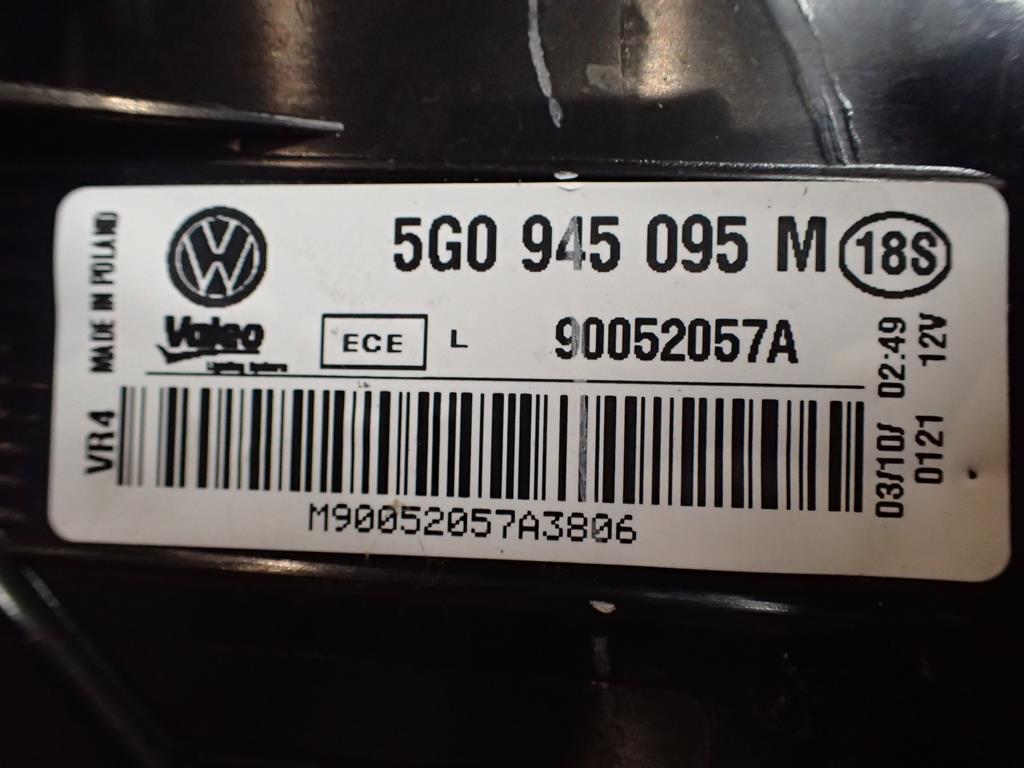 MADE IN POLAND
5G0 945 095 M
18S
Valeo
ECE
L
90052057A
VR4
03/10/ 02:49
0121 12V
M90052057A3806